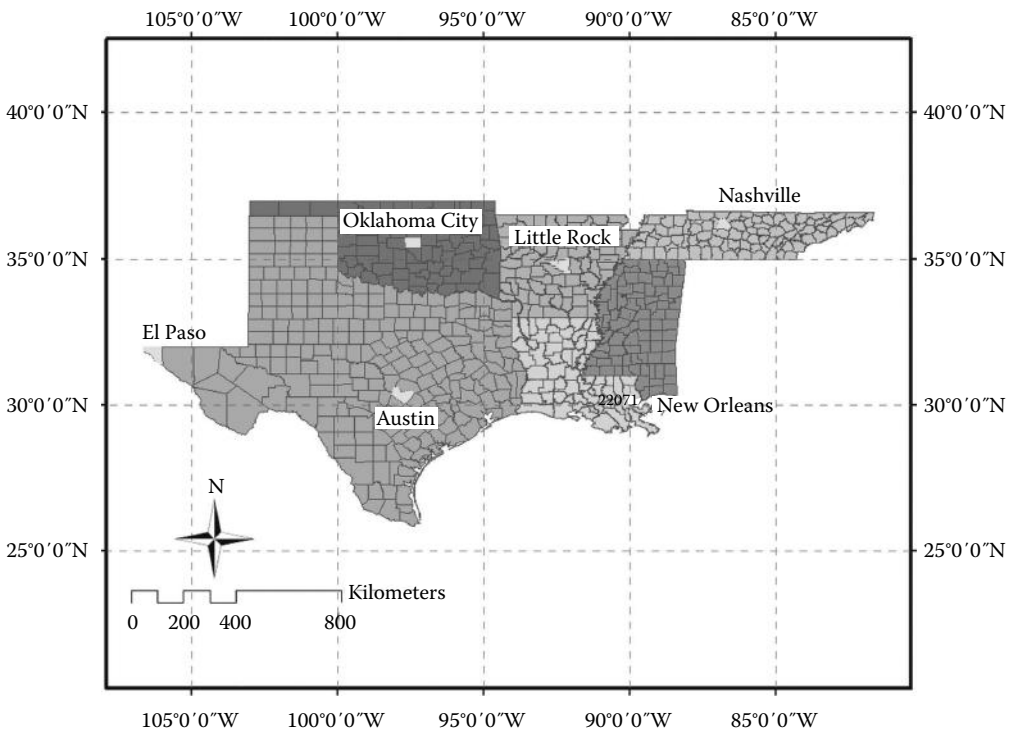 105°0′0″W 100°0′0″W 95°0′0″W 90°0′0″W 85°0′0″W
40°0′0″N 40°0′0″N
Nashville
Oklahoma City
Little Rock
35°0′0″N 35°0′0″N
El Paso
22071
30°0′0″N New Orleans 30°0′0″N
Austin
N
25°0′0″N 25°0′0″N
Kilometers
0 200 400 800
105°0′0″W 100°0′0″W 95°0′0″W 90°0′0″W 85°0′0″W